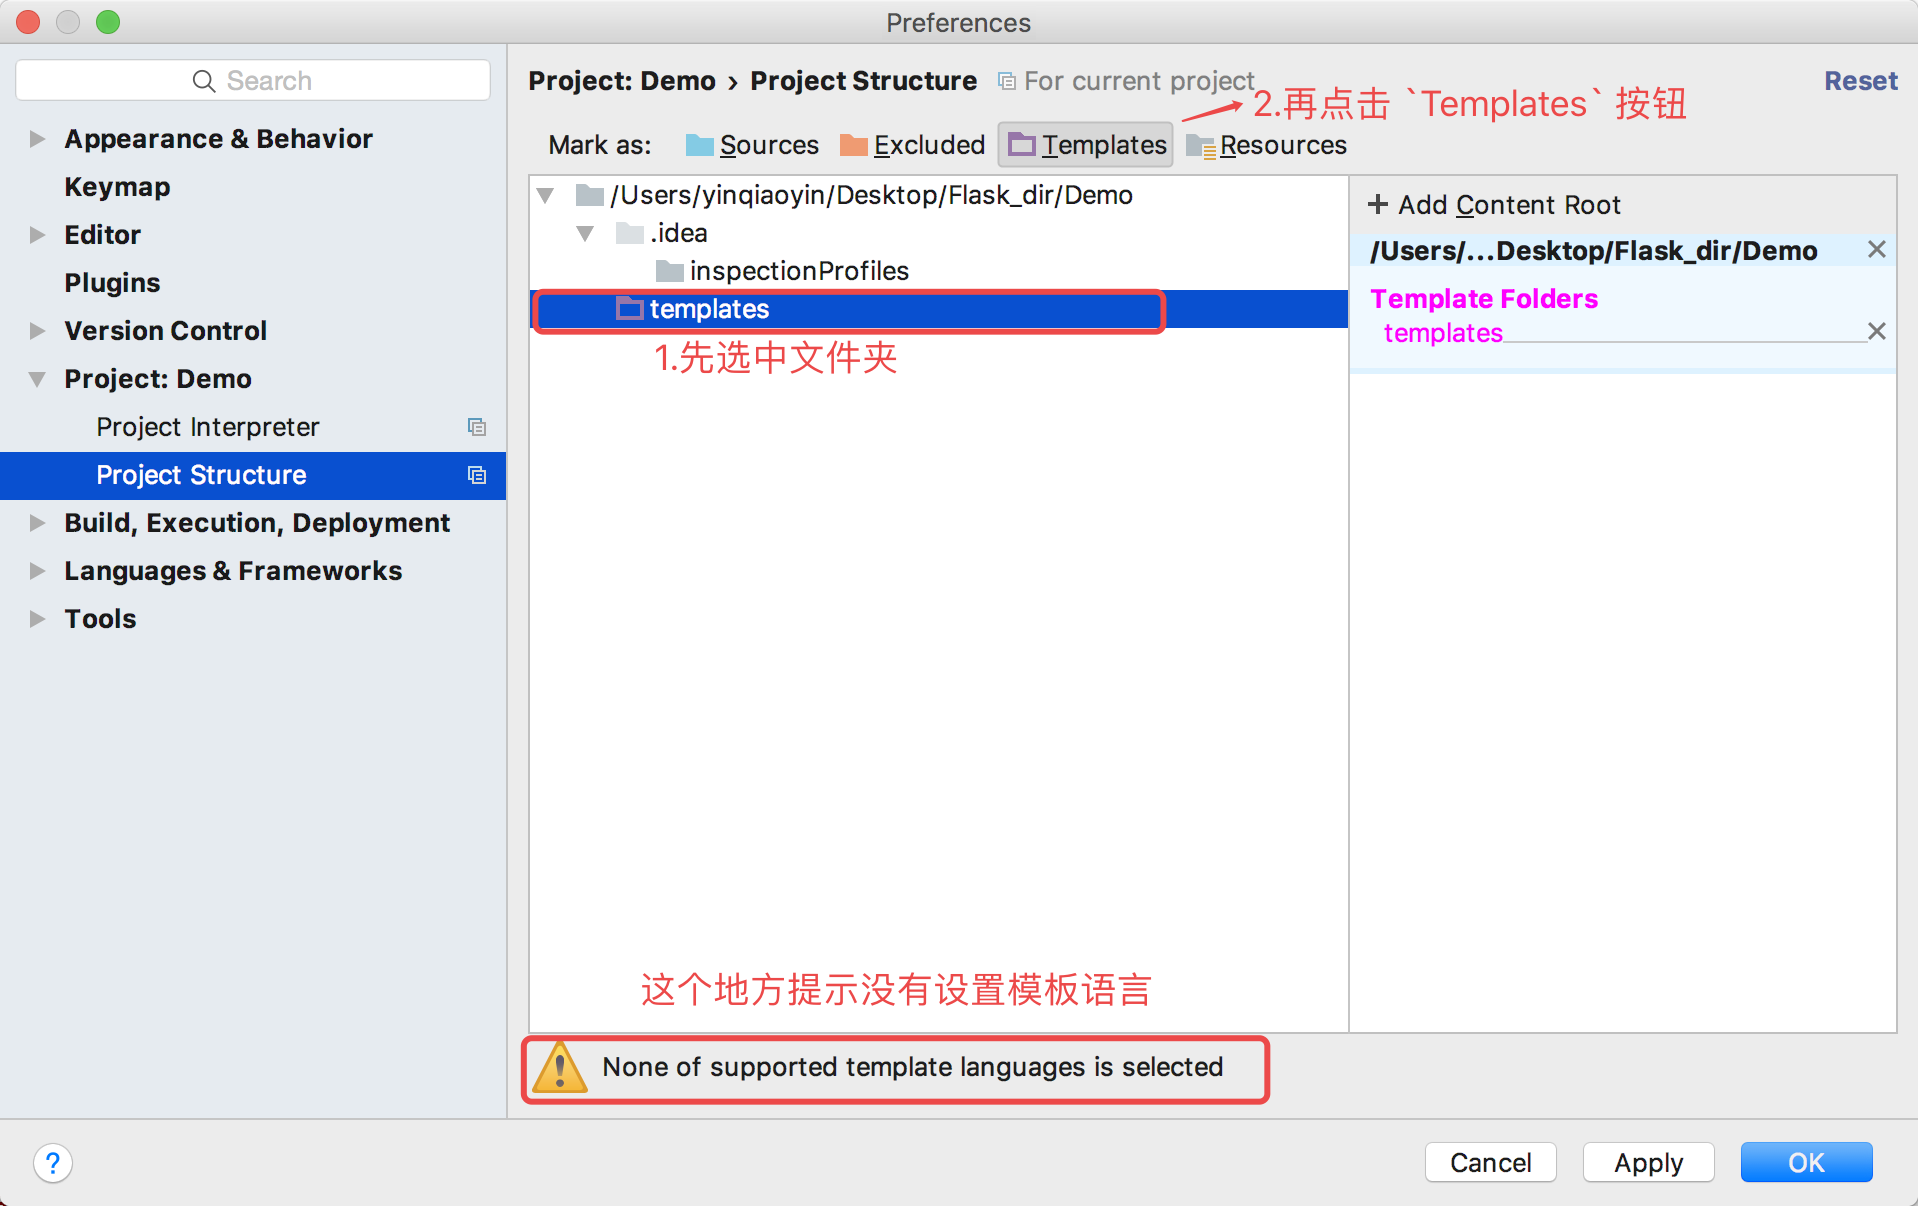 Preferences
Search
Appearance & Behavior
Keymap
Editor
Plugins
Version Control
Project: Demo
Project Interpreter
Project Structure
Build, Execution, Deployment
Languages & Frameworks
Tools
Project: Demo › Project Structure For current project
Reset
2.再点击 `Templates` 按钮
Mark as: Sources Excluded Templates Resources
/Users/yinqiaoyin/Desktop/Flask_dir/Demo
.idea
inspectionProfiles
templates
1.先选中文件夹
Add Content Root
/Users/...Desktop/Flask_dir/Demo
Template Folders
templates
这个地方提示没有设置模板语言
None of supported template languages is selected
?
Cancel Apply OK